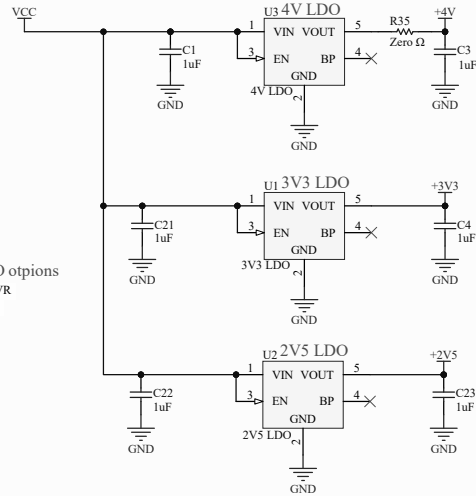 VCC
U3 4V LDO
1 VIN VOUT 5
R35
Zero Ω
+4V
C1
1uF
3 EN BP 4
C3
1uF
GND
4V LDO
2
GND
GND
GND
U1 3V3 LDO
1 VIN VOUT 5
+3V3
C21
1uF
3 EN BP 4
C4
1uF
GND
3V3 LDO
2
GND
GND
GND
O otpions
VR
U2 2V5 LDO
1 VIN VOUT 5
+2V5
C22
1uF
3 EN BP 4
C23
1uF
GND
2V5 LDO
2
GND
GND
GND